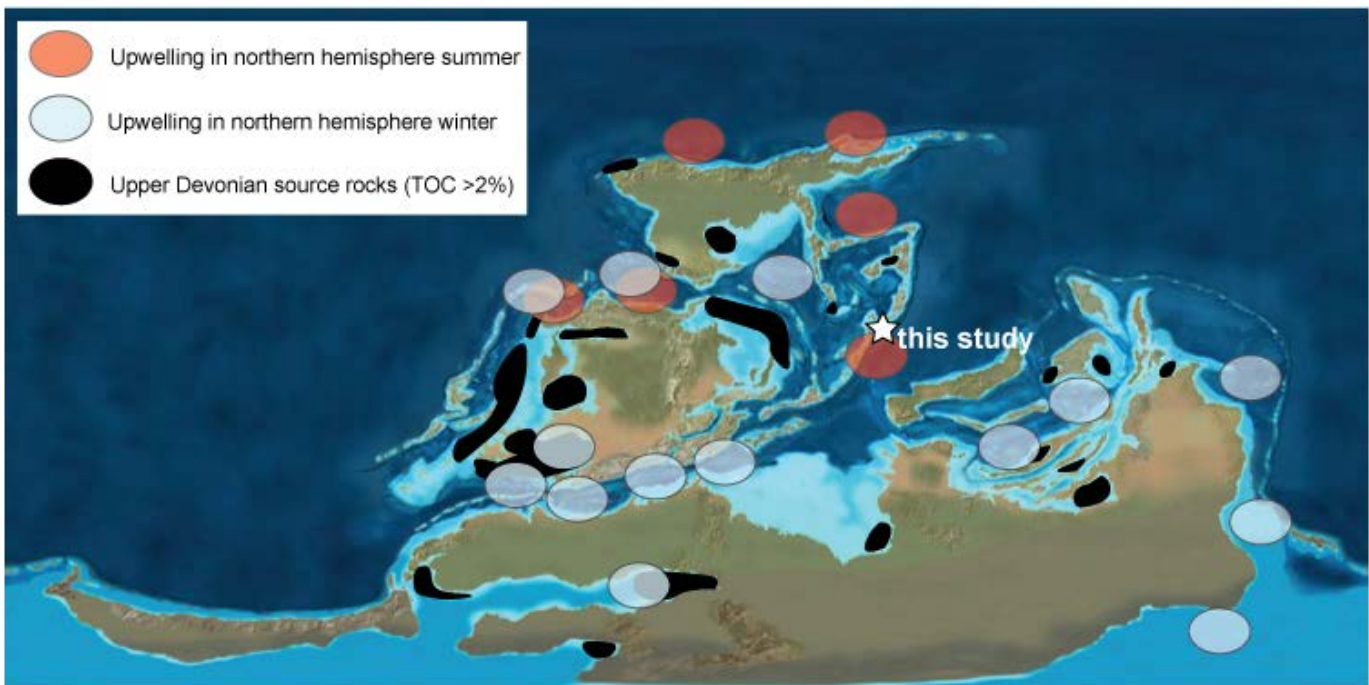 Upwelling in northern hemisphere summer
Upwelling in northern hemisphere winter
Upper Devonian source rocks (TOC >2%)
this study